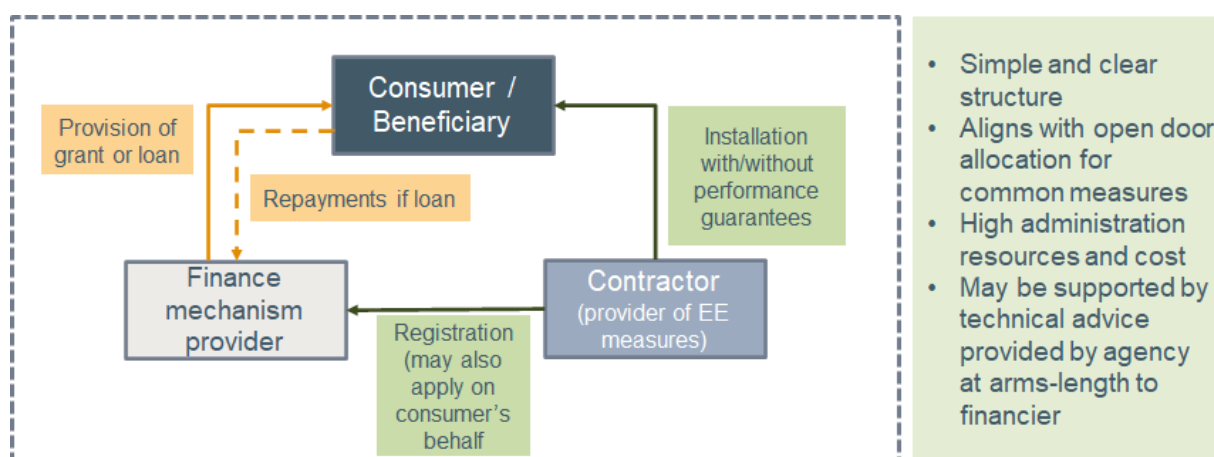 Consumer /
Beneficiary
Provision of
grant or loan
Repayments if loan
Installation
with/without
performance
guarantees
Finance
mechanism
provider
Contractor
(provider of EE
measures)
Registration
(may also
apply on
consumer's
behalf
• Simple and clear
structure
• Aligns with open door
allocation for
common measures
• High administration
resources and cost
• May be supported by
technical advice
provided by agency
at arms-length to
financier